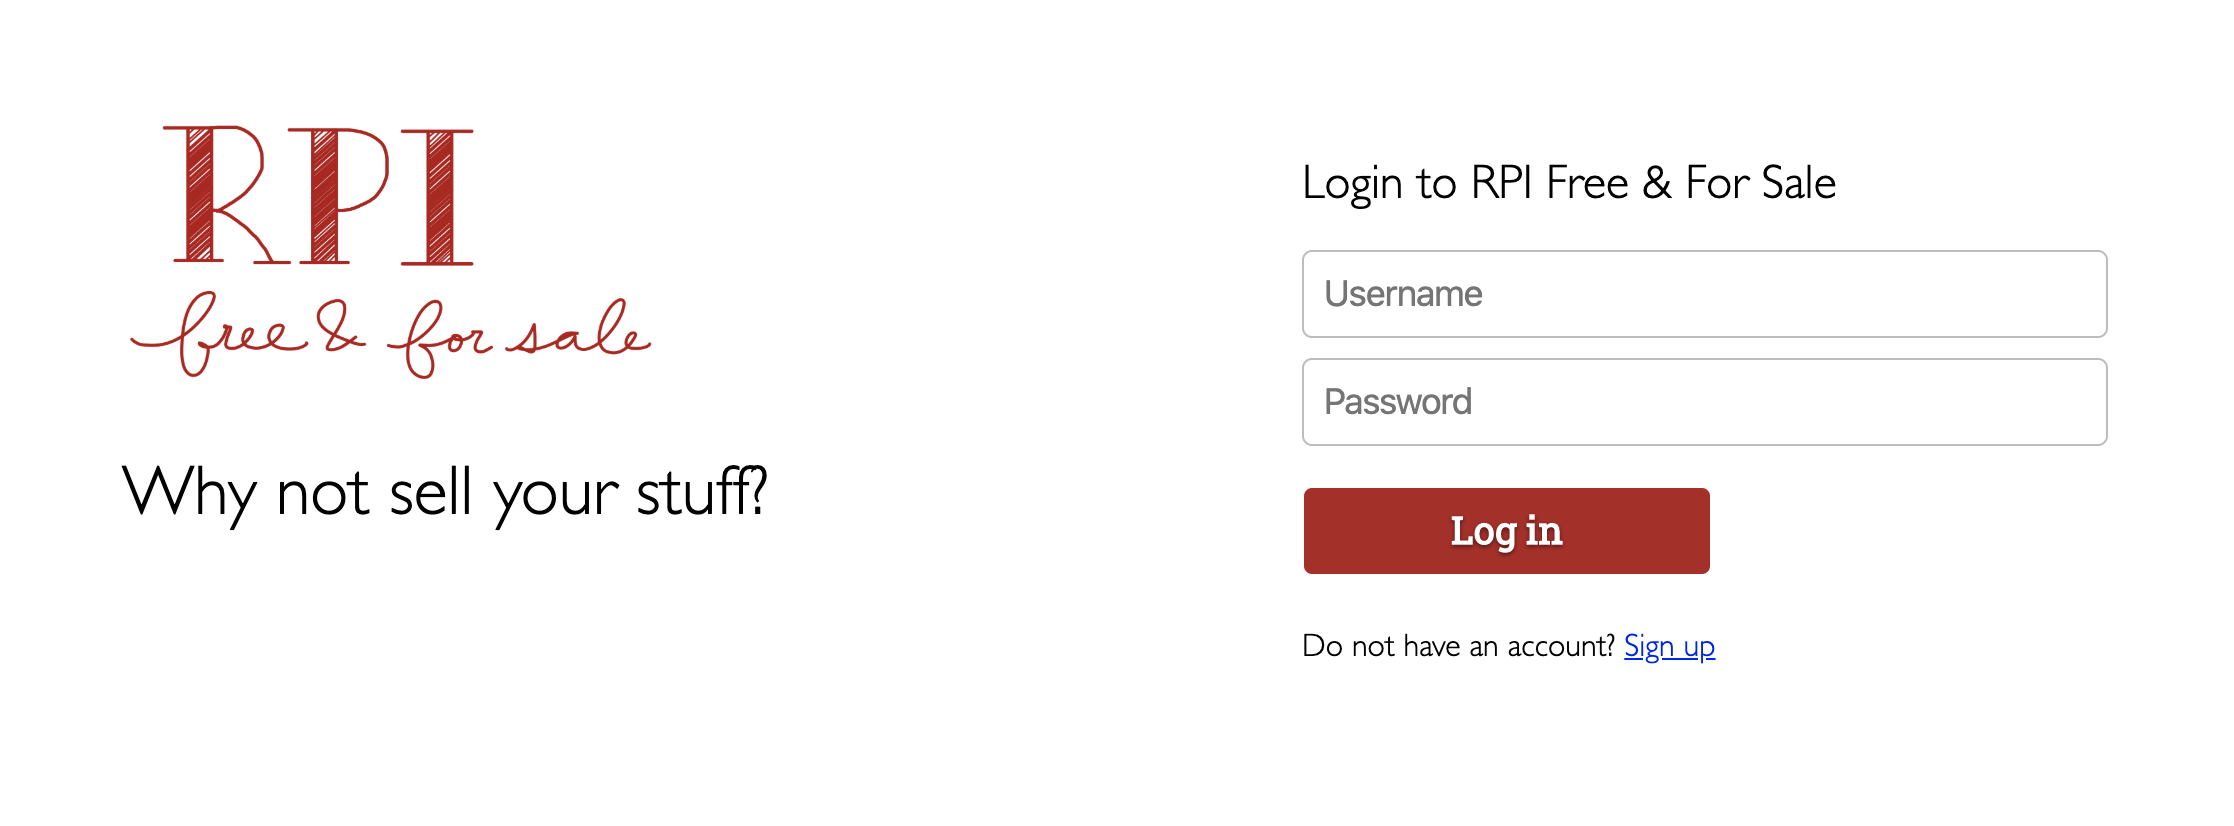 RPI
free & for sale
Why not sell your stuff?
Login to RPI Free & For Sale
Username
Password
Log in
Do not have an account? Sign up